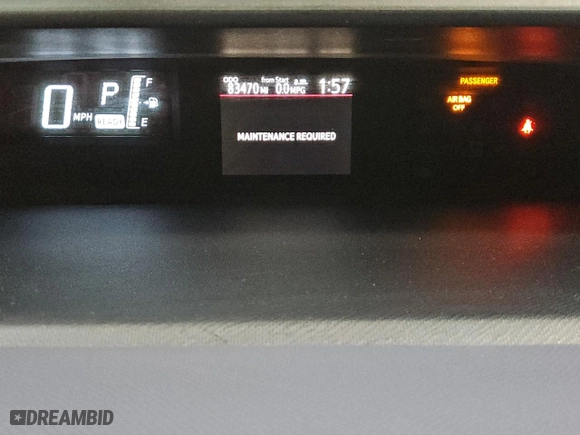 0 MPH
P
READY
F
E
ODO from Start a.m.
83470 MI 0.0 MPG 1:57
MAINTENANCE REQUIRED
PASSENGER
AIR BAG
OFF
DREAMBID